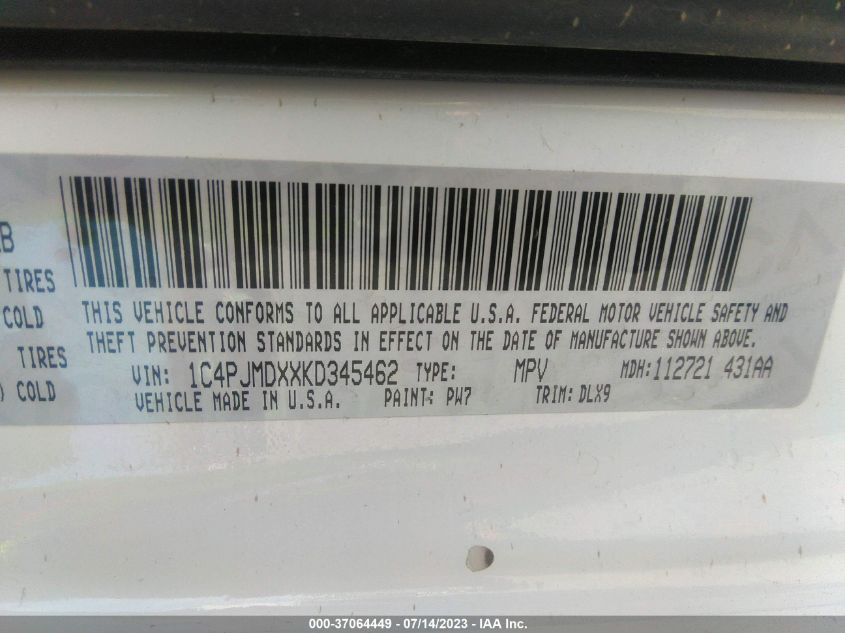 B
TIRES
COLD
TIRES
) COLD
THIS VEHICLE CONFORMS TO ALL APPLICABLE U.S.A. FEDERAL MOTOR VEHICLE SAFETY AND
THEFT PREVENTION STANDARDS IN EFFECT ON THE DATE OF MANUFACTURE SHOWN ABOVE.
VIN: 1C4PJMDXXKD345462 TYPE: MPV MDH:112721 431AA
VEHICLE MADE IN U.S.A. PAINT: PW7 TRIM: DLX9
000-37064449 - 07/14/2023 - IAA Inc.